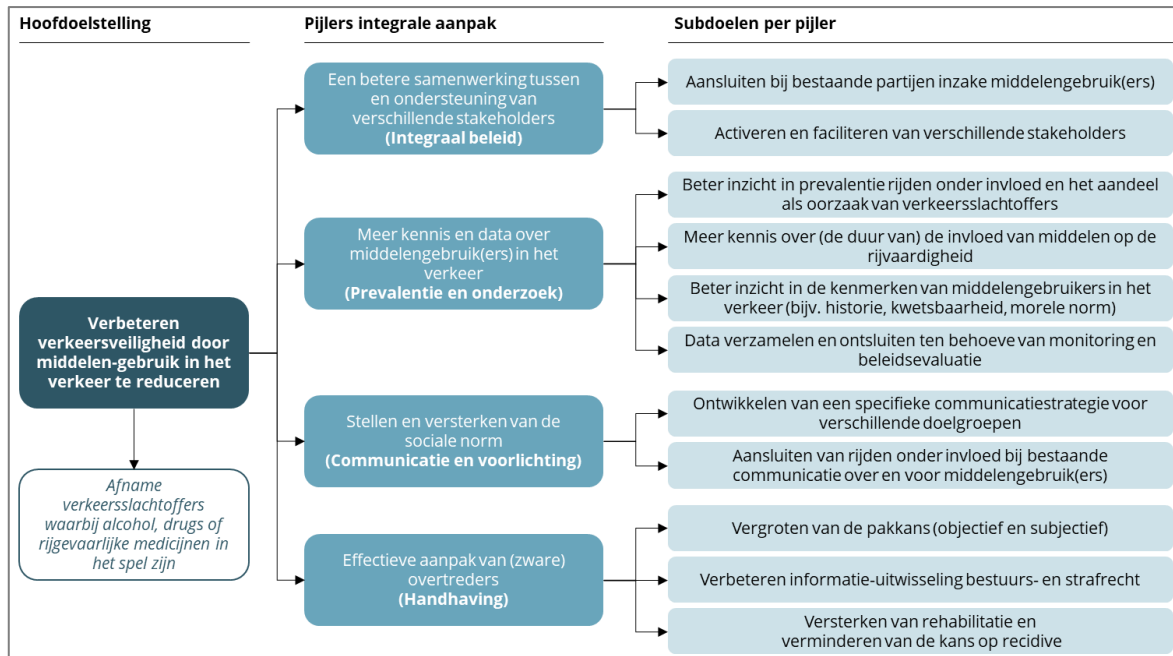 Hoofdoelstelling
Pijlers integrale aanpak
Subdoelen per pijler
Verbeteren
verkeersveiligheid door
middelen-gebruik in het
verkeer te reduceren
Afname
verkeersslachtoffers
waarbij alcohol, drugs of
rijgevaarlijke medicijnen in
het spel zijn
Een betere samenwerking tussen
en ondersteuning van
verschillende stakeholders
(Integraal beleid)
Aansluiten bij bestaande partijen inzake middelengebruik(ers)
Activeren en faciliteren van verschillende stakeholders
Meer kennis en data over
middelengebruik(ers) in het
verkeer
(Prevalentie en onderzoek)
Beter inzicht in prevalentie rijden onder invloed en het aandeel
als oorzaak van verkeersslachtoffers
Meer kennis over (de duur van) de invloed van middelen op de
rijvaardigheid
Beter inzicht in de kenmerken van middelengebruikers in het
verkeer (bijv. historie, kwetsbaarheid, morele norm)
Data verzamelen en ontsluiten ten behoeve van monitoring en
beleidsevaluatie
Stellen en versterken van de
sociale norm
(Communicatie en voorlichting)
Ontwikkelen van een specifieke communicatiestrategie voor
verschillende doelgroepen
Aansluiten van rijden onder invloed bij bestaande
communicatie over en voor middelengebruik(ers)
Effectieve aanpak van (zware)
overtreders
(Handhaving)
Vergroten van de pakkans (objectief en subjectief)
Verbeteren informatie-uitwisseling bestuurs- en strafrecht
Versterken van rehabilitatie en
verminderen van de kans op recidive